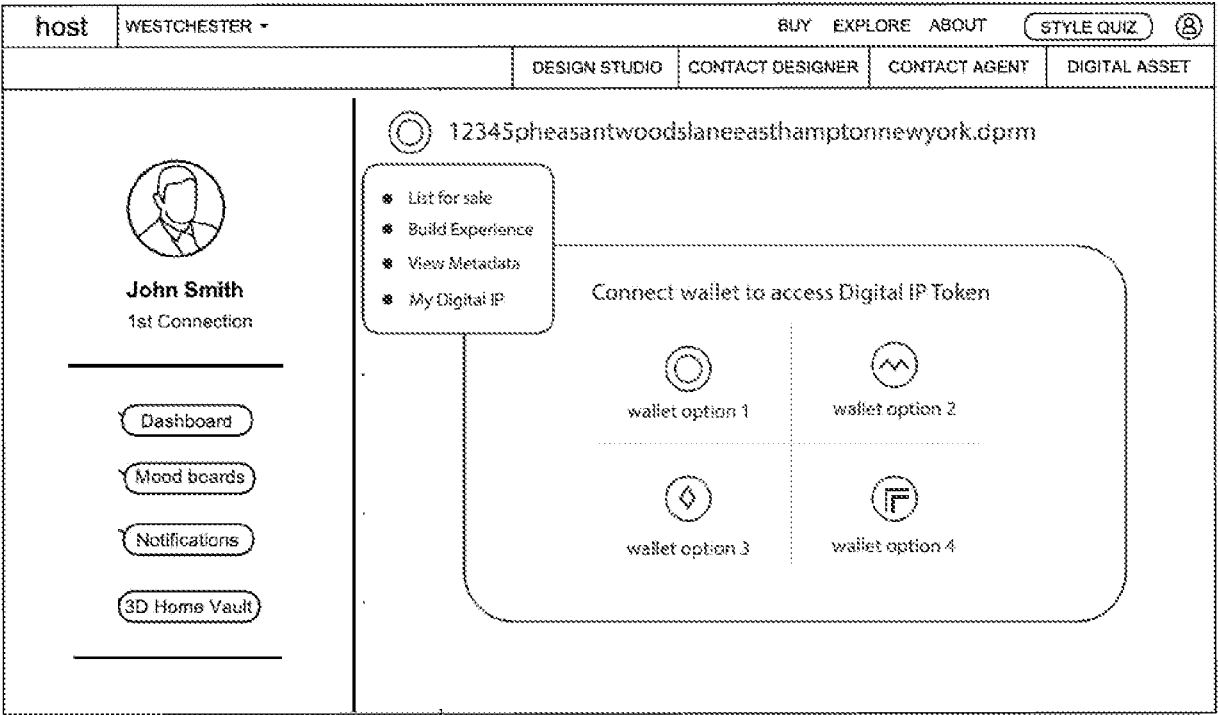 host
WESTCHESTER
BUY EXPLORE ABOUT STYLE QUIZ
DESIGN STUDIO CONTACT DESIGNER CONTACT AGENT DIGITAL ASSET
12345pheasantwoodslaneeasthamptonnewyork.dprm
List for sale
Build Experience
View Metadata
My Digital IP
John Smith
1st Connection
Dashboard
Mood boards
Notifications
3D Home Vault
Connect wallet to access Digital IP Token
wallet option 1
wallet option 2
wallet option 3
wallet option 4